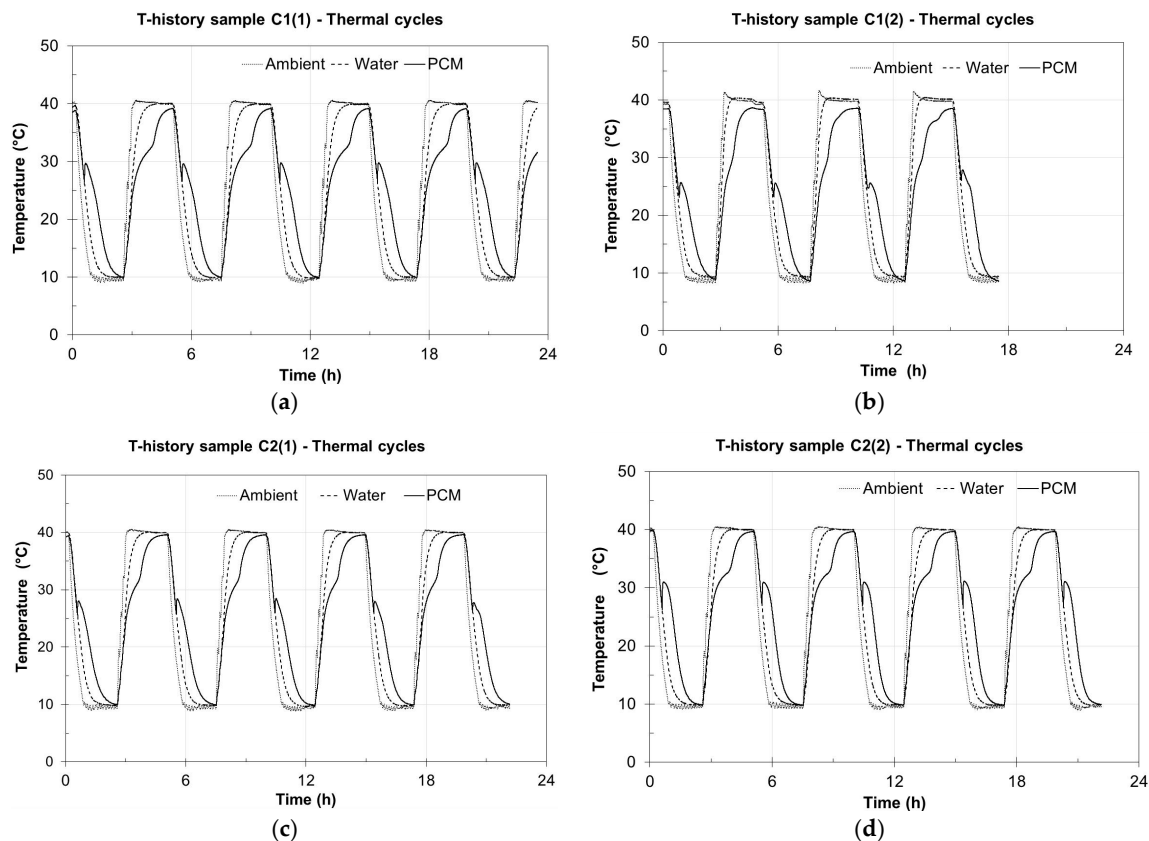 T-history sample C1(1) - Thermal cycles
50
40
30
20
10
0
Temperature (°C)
Ambient Water PCM
0 6 12 18 24
Time (h)
(a)
T-history sample C1(2) - Thermal cycles
50
40
30
20
10
0
Temperature (°C)
Ambient Water PCM
0 6 12 18 24
Time (h)
(b)
T-history sample C2(1) - Thermal cycles
50
40
30
20
10
0
Temperature (°C)
Ambient Water PCM
0 6 12 18 24
Time (h)
(c)
T-history sample C2(2) - Thermal cycles
50
40
30
20
10
0
Temperature (°C)
Ambient Water PCM
0 6 12 18 24
Time (h)
(d)